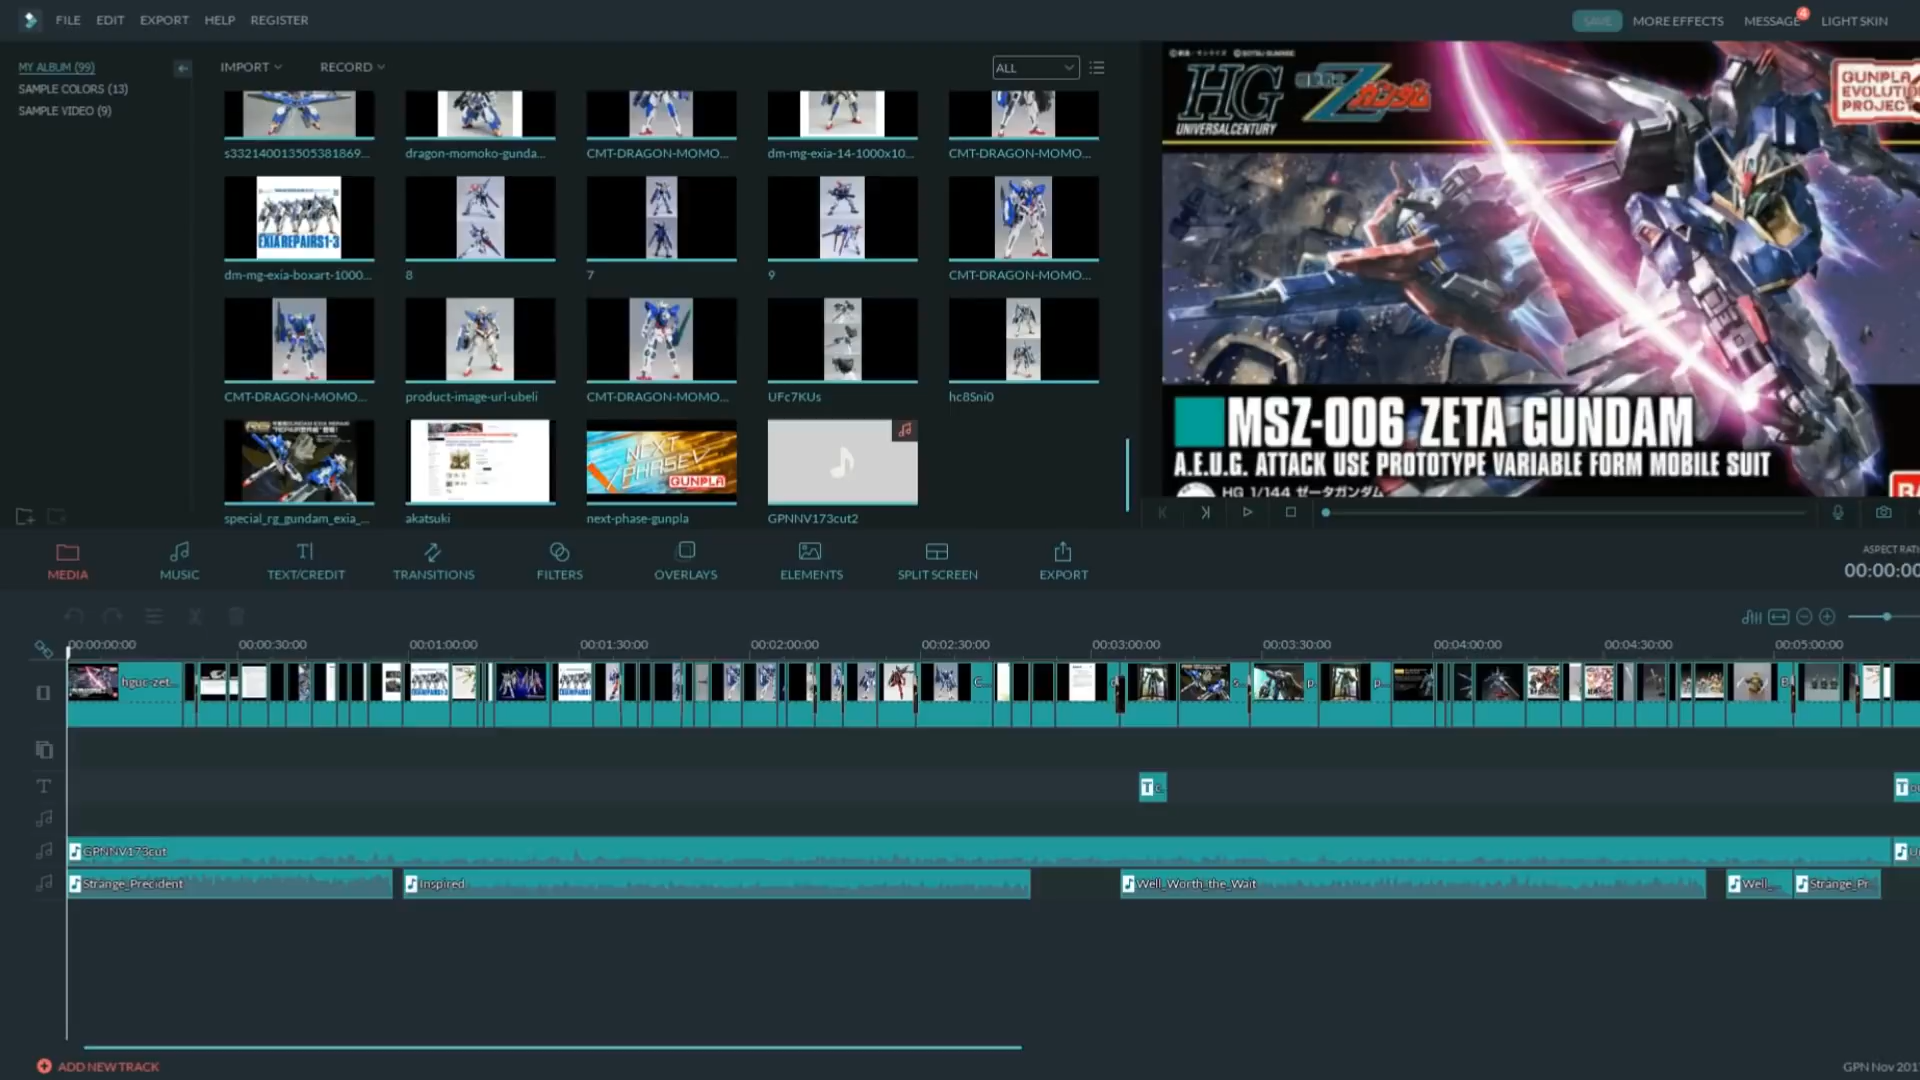 FILE EDIT EXPORT HELP REGISTER
SAVE MORE EFFECTS MESSAGE 4 LIGHT SKIN
MY ALBUM (99)
SAMPLE COLORS (13)
SAMPLE VIDEO (9)
IMPORT RECORD ALL
s332140013505381869... dragon-momoko-gunda... CMT-DRAGON-MOMO... dm-mg-exia-14-1000x10... CMT-DRAGON-MOMO...
EXIA REPAIRS 1-3
dm-mg-exia-boxart-1000... 8 7 9 CMT-DRAGON-MOMO...
CMT-DRAGON-MOMO... product-image-url-ubeli CMT-DRAGON-MOMO... UFc7KUs hc8Sni0
NEXT
PHASE
GUNPLA
special_rg_gundam_exia_... akatsuki next-phase-gunpla GPNNV173cut2
HG
UNIVERSAL CENTURY
Ζガンダム
GUNPLA
EVOLUTION
PROJECT
MSZ-006 ZETA GUNDAM
A.E.U.G. ATTACK USE PROTOTYPE VARIABLE FORM MOBILE SUIT
HG 1/144 ゼータガンダム
BA
MEDIA MUSIC TEXT/CREDIT TRANSITIONS FILTERS OVERLAYS ELEMENTS SPLIT SCREEN EXPORT
ASPECT RATI
00:00:00
00:00:00:00 00:00:30:00 00:01:00:00 00:01:30:00 00:02:00:00 00:02:30:00 00:03:00:00 00:03:30:00 00:04:00:00 00:04:30:00 00:05:00:00
hguc-zet...
GPNNV173cut
Strange_Precident Inspired Well_Worth_the_Wait Well_... Strange_Pr...
ADD NEW TRACK
GPN Nov 201